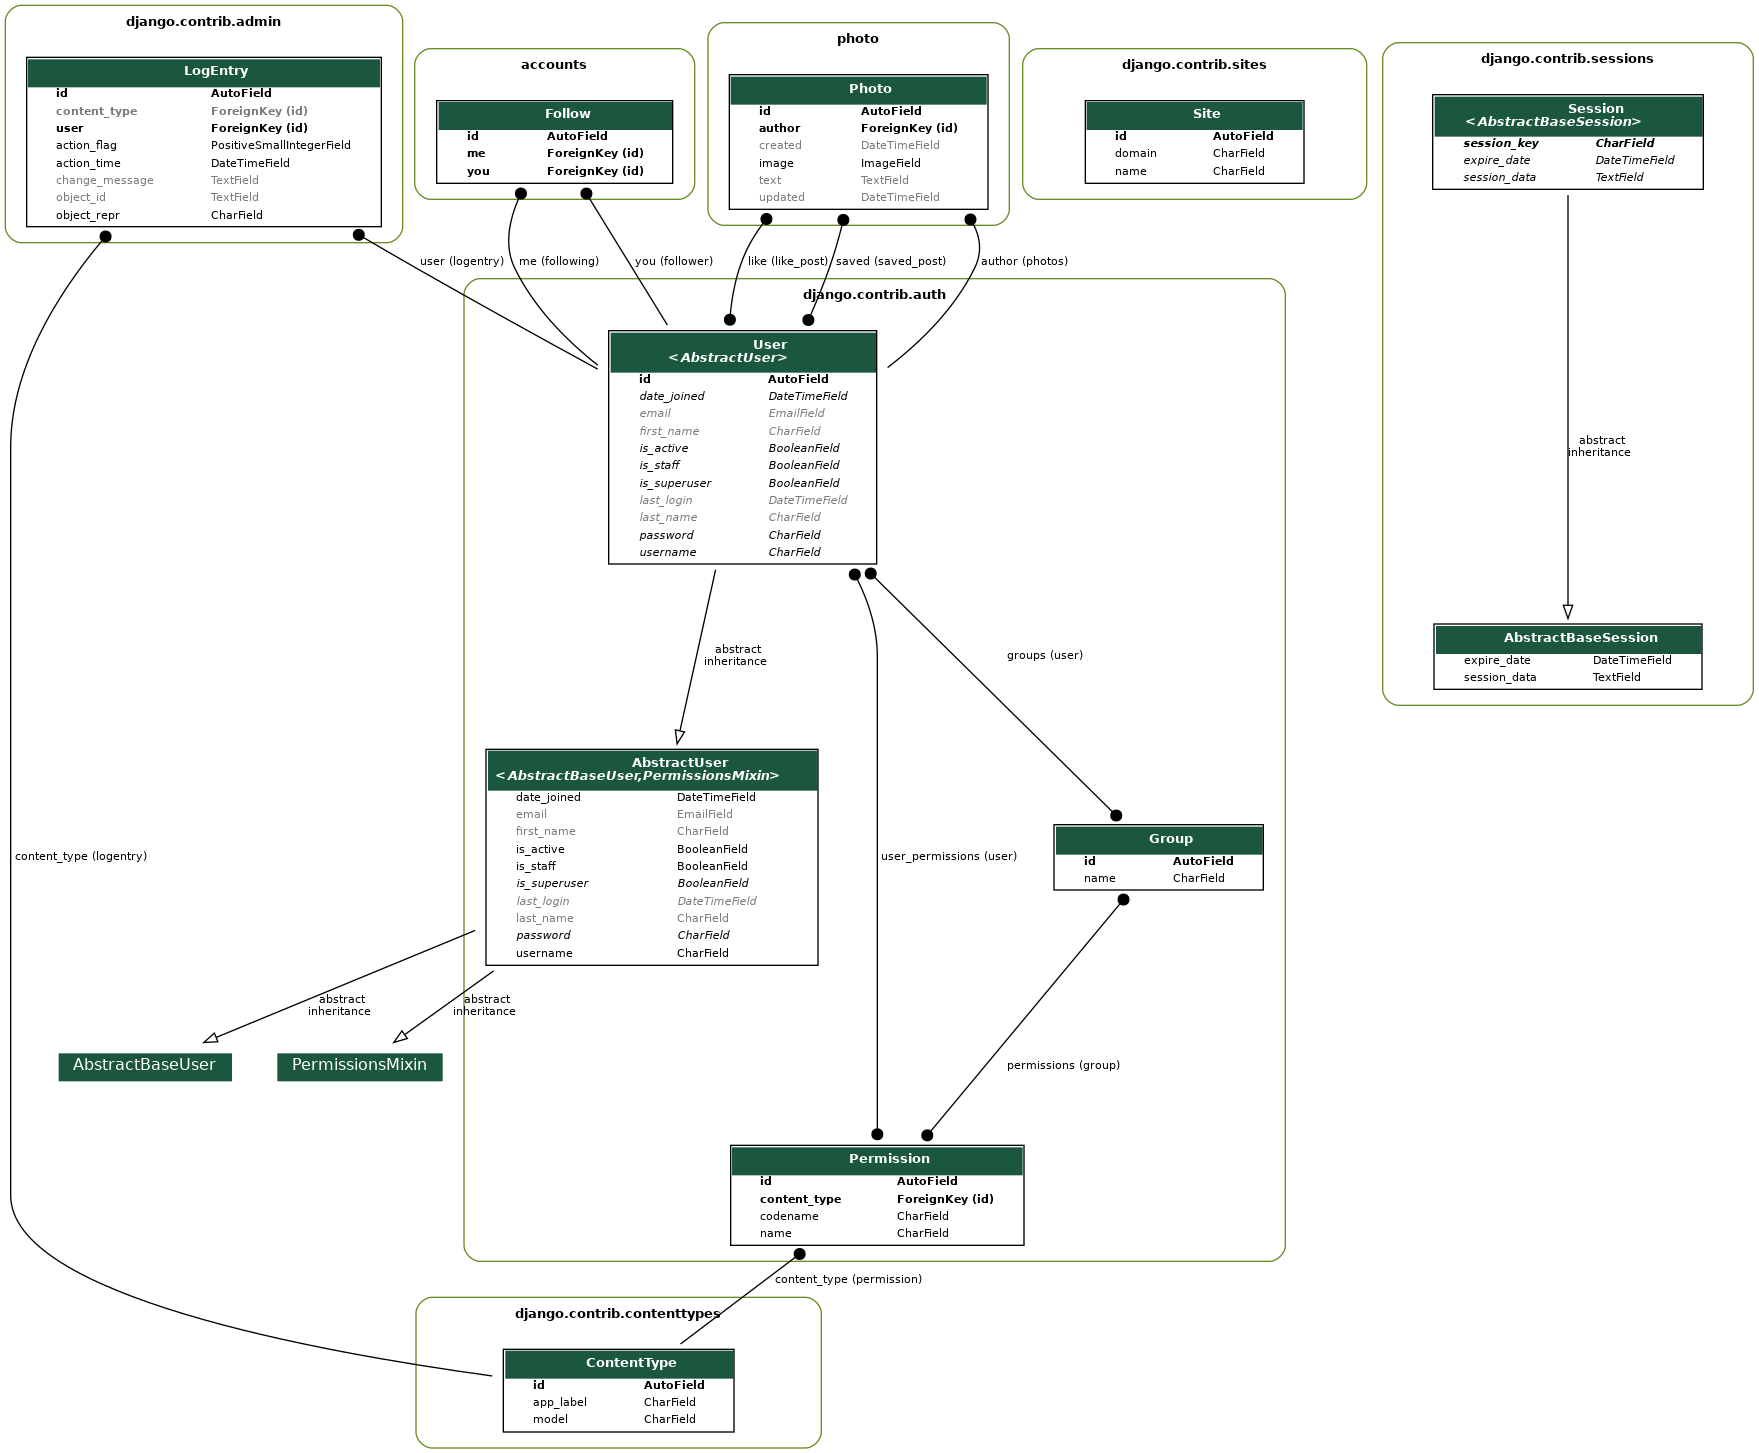 django.contrib.admin
LogEntry
id AutoField
content_type ForeignKey (id)
user ForeignKey (id)
action_flag PositiveSmallIntegerField
action_time DateTimeField
change_message TextField
object_id TextField
object_repr CharField
accounts
Follow
id AutoField
me ForeignKey (id)
you ForeignKey (id)
photo
Photo
id AutoField
author ForeignKey (id)
created DateTimeField
image ImageField
text TextField
updated DateTimeField
django.contrib.sites
Site
id AutoField
domain CharField
name CharField
django.contrib.sessions
Session
<AbstractBaseSession>
session_key CharField
expire_date DateTimeField
session_data TextField
user (logentry)
me (following)
you (follower)
like (like_post)
saved (saved_post)
author (photos)
django.contrib.auth
User
<AbstractUser>
id AutoField
date_joined DateTimeField
email EmailField
first_name CharField
is_active BooleanField
is_staff BooleanField
is_superuser BooleanField
last_login DateTimeField
last_name CharField
password CharField
username CharField
abstract
inheritance
AbstractBaseSession
expire_date DateTimeField
session_data TextField
abstract
inheritance
groups (user)
AbstractUser
<AbstractBaseUser,PermissionsMixin>
date_joined DateTimeField
email EmailField
first_name CharField
is_active BooleanField
is_staff BooleanField
is_superuser BooleanField
last_login DateTimeField
last_name CharField
password CharField
username CharField
content_type (logentry)
user_permissions (user)
Group
id AutoField
name CharField
abstract
inheritance
abstract
inheritance
AbstractBaseUser
PermissionsMixin
permissions (group)
Permission
id AutoField
content_type ForeignKey (id)
codename CharField
name CharField
content_type (permission)
django.contrib.contenttypes
ContentType
id AutoField
app_label CharField
model CharField